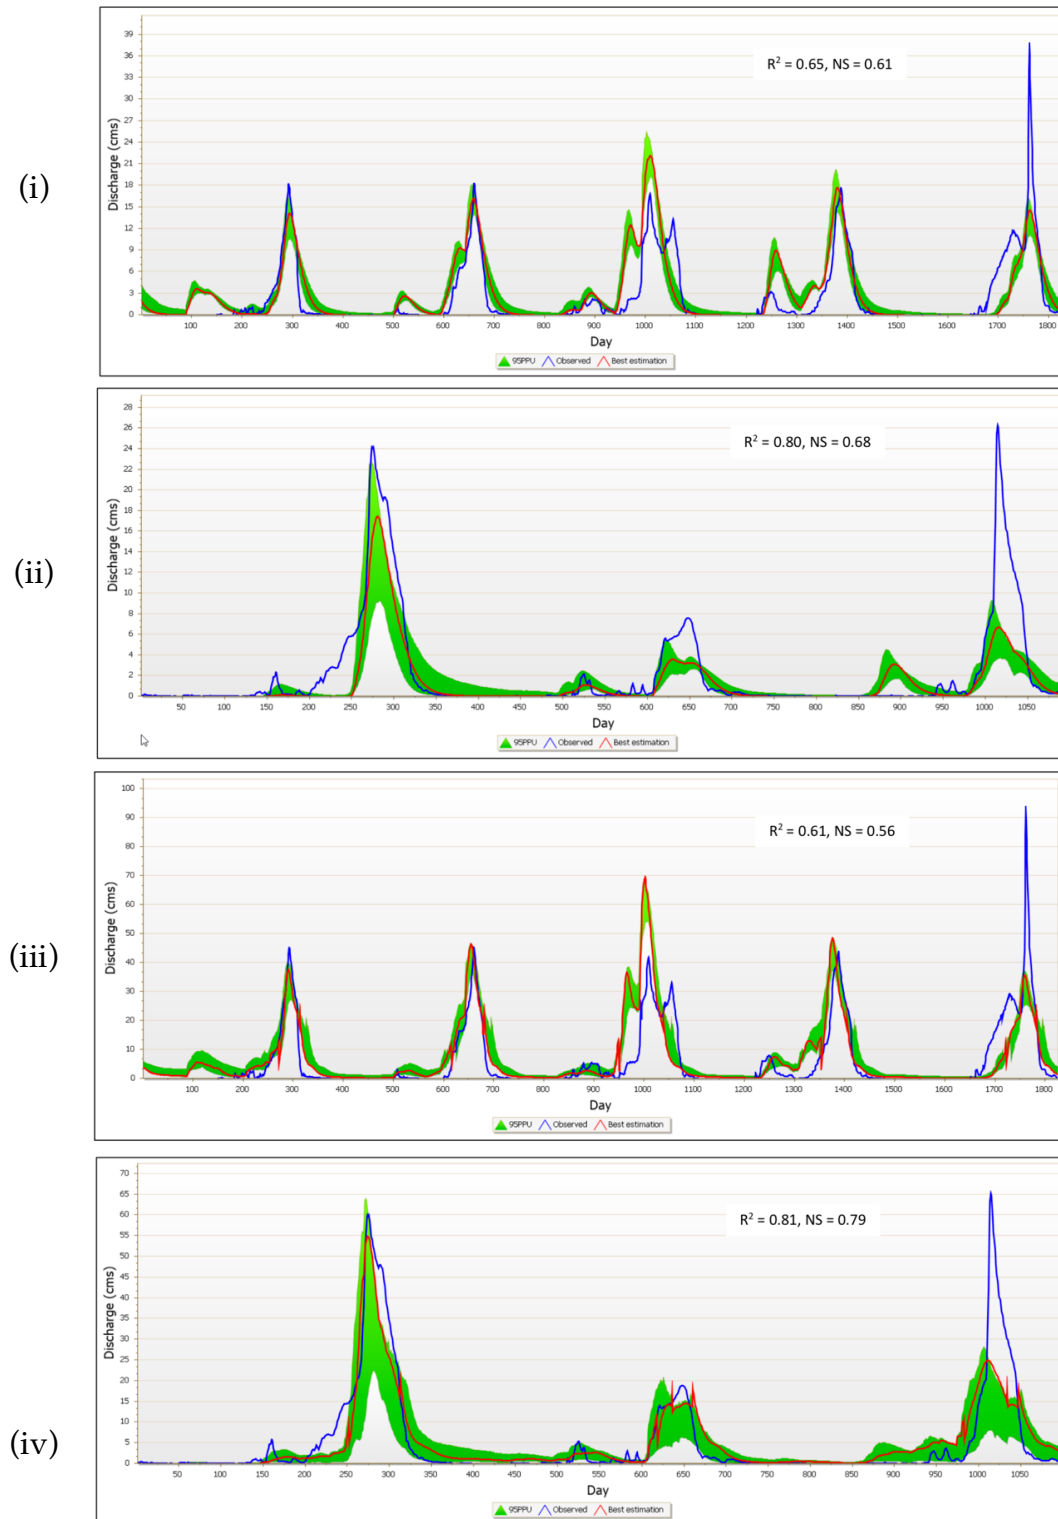 (i)
Discharge (cms)
39
36
33
30
27
24
21
18
15
12
9
6
3
0
R² = 0.65, NS = 0.61
100 200 300 400 500 600 700 800 900 1000 1100 1200 1300 1400 1500 1600 1700 1800
Day
95PPU Observed Best estimation
(ii)
Discharge (cms)
28
26
24
22
20
18
16
14
12
10
8
6
4
2
0
R² = 0.80, NS = 0.68
50 100 150 200 250 300 350 400 450 500 550 600 650 700 750 800 850 900 950 1000 1050
Day
95PPU Observed Best estimation
(iii)
Discharge (cms)
100
90
80
70
60
50
40
30
20
10
0
R² = 0.61, NS = 0.56
100 200 300 400 500 600 700 800 900 1000 1100 1200 1300 1400 1500 1600 1700 1800
Day
95PPU Observed Best estimation
(iv)
Discharge (cms)
70
65
60
55
50
45
40
35
30
25
20
15
10
5
0
R² = 0.81, NS = 0.79
50 100 150 200 250 300 350 400 450 500 550 600 650 700 750 800 850 900 950 1000 1050
Day
95PPU Observed Best estimation